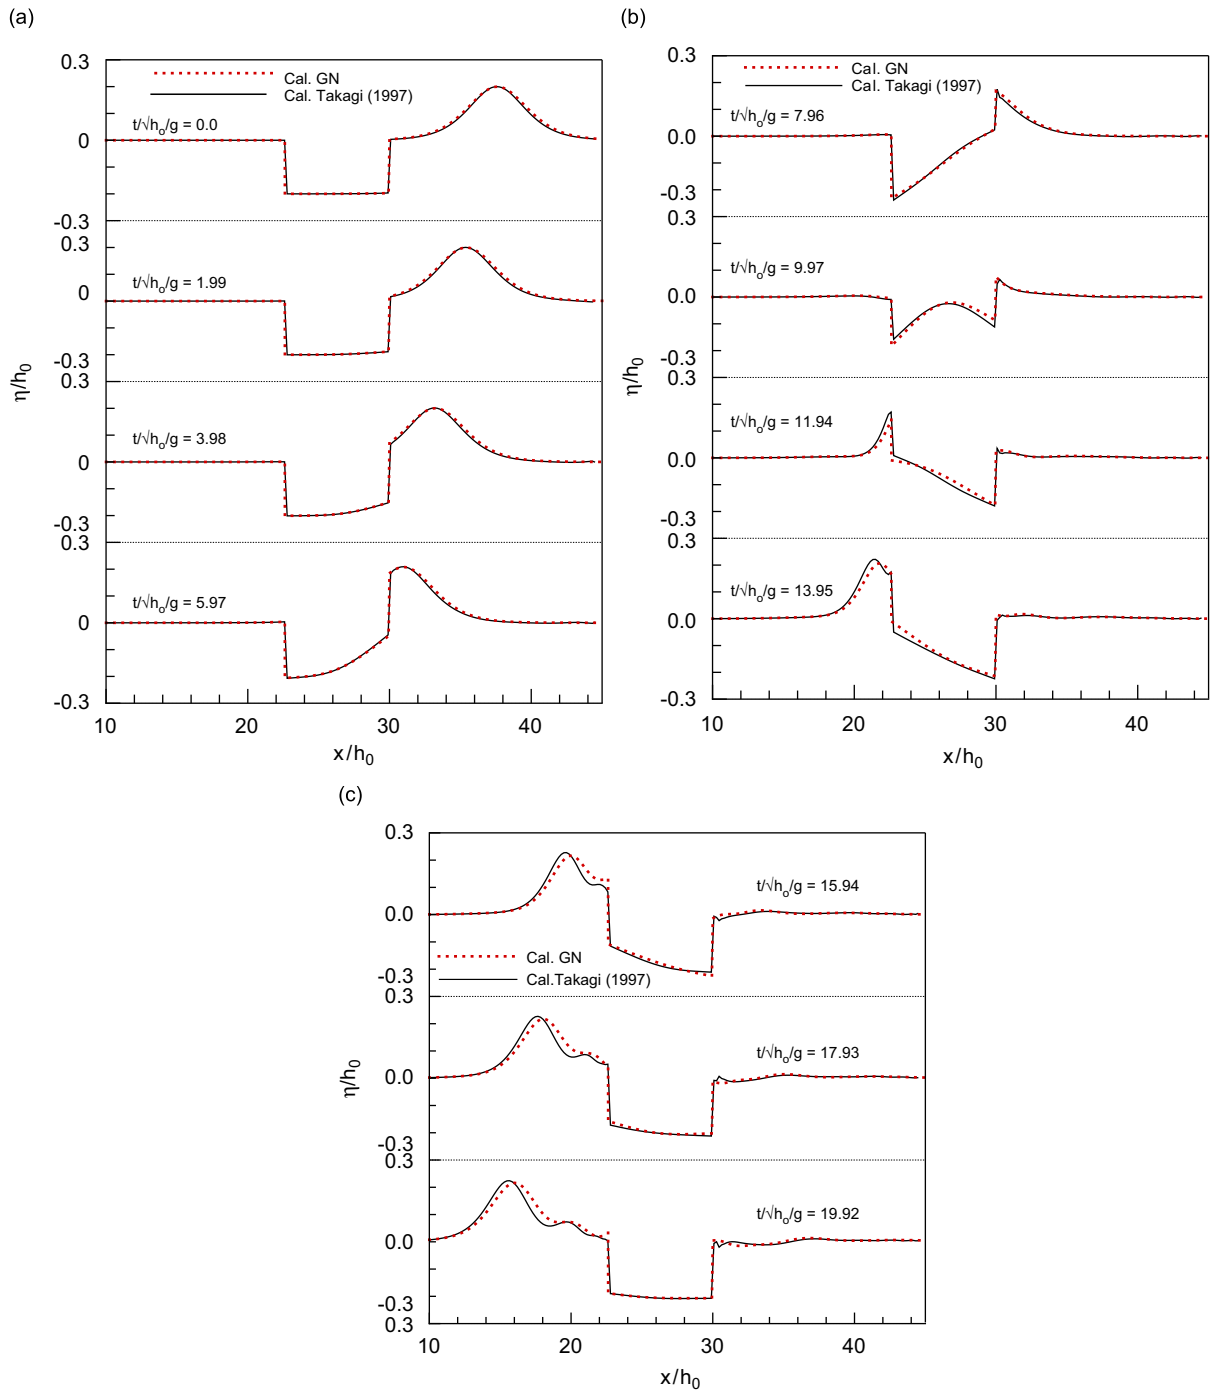 (a)
0.3
Cal. GN
Cal. Takagi (1997)
t/√h₀/g = 0.0
0
-0.3
0.3
t/√h₀/g = 1.99
0
-0.3
0.3
η/h₀
t/√h₀/g = 3.98
0
-0.3
0.3
t/√h₀/g = 5.97
0
-0.3
10 20 30 40
x/h₀
(b)
0.3
Cal. GN
Cal. Takagi (1997)
t/√h₀/g = 7.96
0.0
-0.3
0.3
t/√h₀/g = 9.97
0.0
-0.3
0.3
η/h₀
t/√h₀/g = 11.94
0.0
-0.3
0.3
t/√h₀/g = 13.95
0.0
-0.3
10 20 30 40
x/h₀
(c)
0.3
t/√h₀/g = 15.94
0.0
Cal. GN
Cal.Takagi (1997)
-0.3
0.3
t/√h₀/g = 17.93
0.0
η/h₀
-0.3
0.3
t/√h₀/g = 19.92
0.0
-0.3
0.3
10 20 30 40
x/h₀